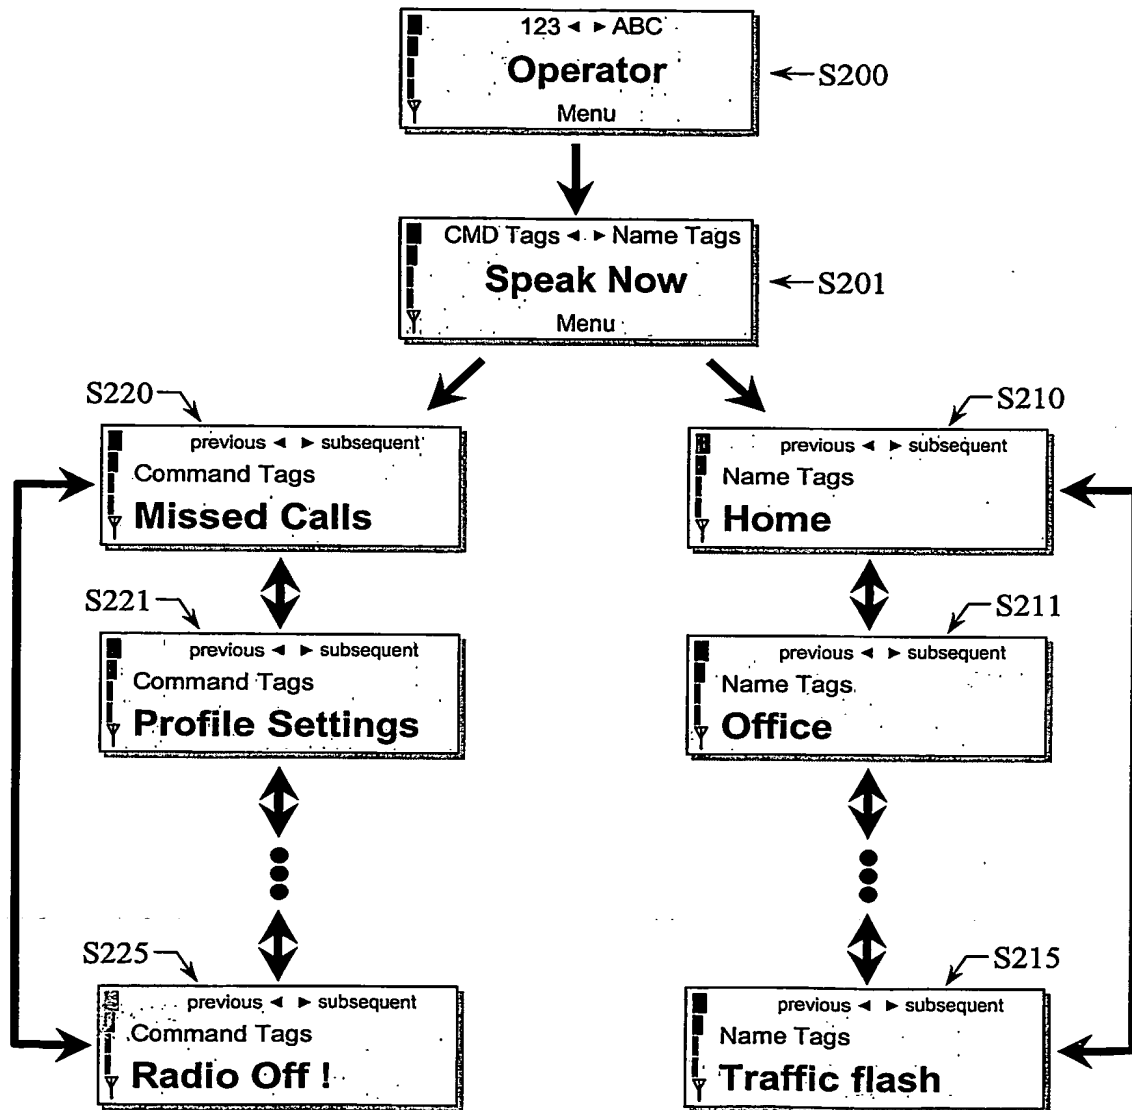 123 ◄ ► ABC
Operator
Menu
S200
CMD Tags ◄ ► Name Tags
Speak Now
Menu
S201
S220
previous ◄ ► subsequent
Command Tags
Missed Calls
S210
previous ◄ ► subsequent
Name Tags
Home
S221
previous ◄ ► subsequent
Command Tags
Profile Settings
S211
previous ◄ ► subsequent
Name Tags
Office
S225
previous ◄ ► subsequent
Command Tags
Radio Off !
S215
previous ◄ ► subsequent
Name Tags
Traffic flash